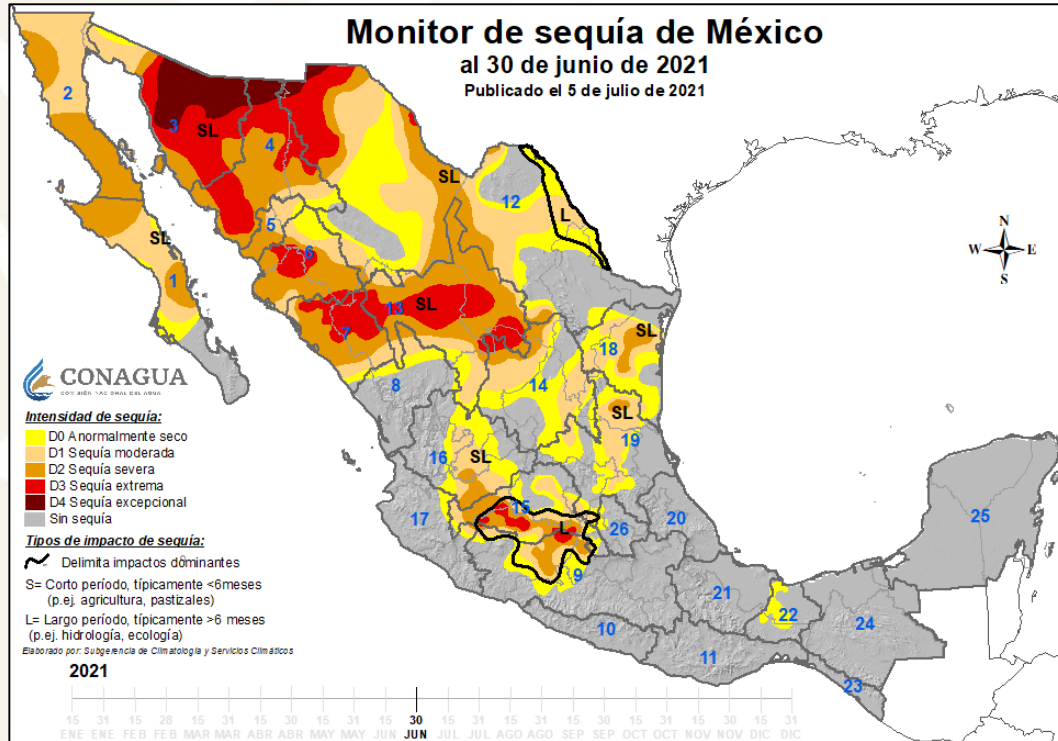 Monitor de sequía de México
al 30 de junio de 2021
Publicado el 5 de julio de 2021
N
W E
S
2
3
SL
4
SL
12
L
5
SL
6
1
13
SL
7
SL
18
8
14
SL
19
16
SL
15
L
17
26
20
25
9
21
22
24
10
11
23
CONAGUA
COMISIÓN NACIONAL DEL AGUA
Intensidad de sequía:
D0 Anormalmente seco
D1 Sequía moderada
D2 Sequía severa
D3 Sequía extrema
D4 Sequía excepcional
Sin sequía
Tipos de impacto de sequía:
Delimita impactos dominantes
S= Corto período, típicamente <6meses
(p.ej. agricultura, pastizales)
L= Largo período, típicamente >6 meses
(p.ej. hidrología, ecología)
Elaborado por: Subgerencia de Climatología y Servicios Climáticos
2021
15 31 15 28 15 31 15 30 15 31 15 30 15 31 15 31 15 30 15 31 15 30 15 31
ENE ENE FEB FEB MAR MAR ABR ABR MAY MAY JUN JUN JUL JUL AGO AGO SEP SEP OCT OCT NOV NOV DIC DIC